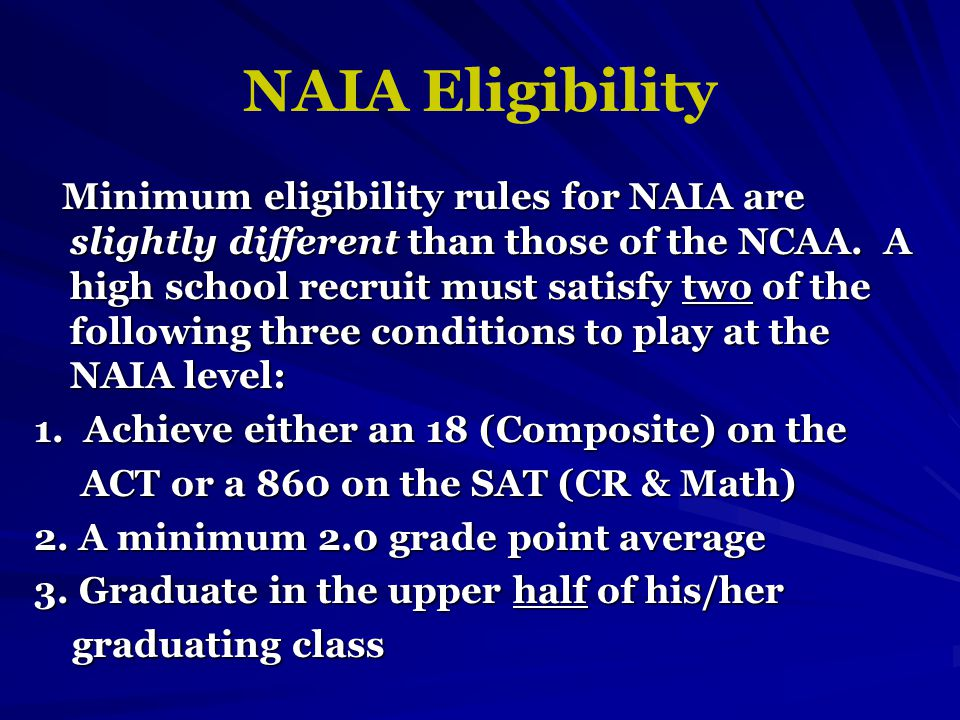 NAIA Eligibility
Minimum eligibility rules for NAIA are
slightly different than those of the NCAA. A
high school recruit must satisfy two of the
following three conditions to play at the
NAIA level:
1. Achieve either an 18 (Composite) on the
ACT or a 860 on the SAT (CR & Math)
2. A minimum 2.0 grade point average
3. Graduate in the upper half of his/her
graduating class